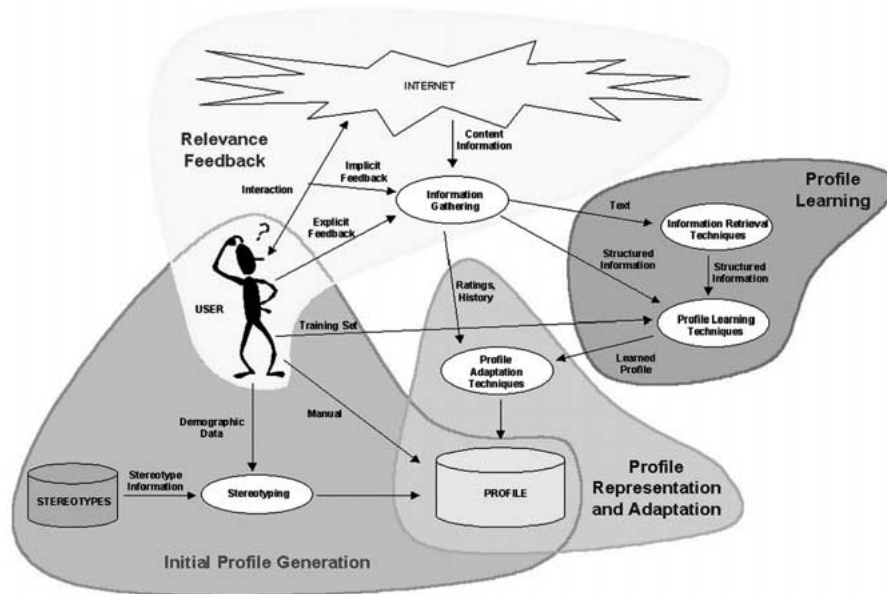 INTERNET
Relevance
Feedback
Content
Information
Implicit
Feedback
Interaction
Information
Gathering
Profile
Learning
Text
Information Retrieval
Techniques
Explicit
Feedback
?
Structured
Information
Structured
Information
Ratings,
History
USER
Training Set
Profile Learning
Techniques
Profile
Adaptation
Techniques
Learned
Profile
Demographic
Data
Manual
Stereotype
Information
STEREOTYPES
Stereotyping
PROFILE
Profile
Representation
and Adaptation
Initial Profile Generation